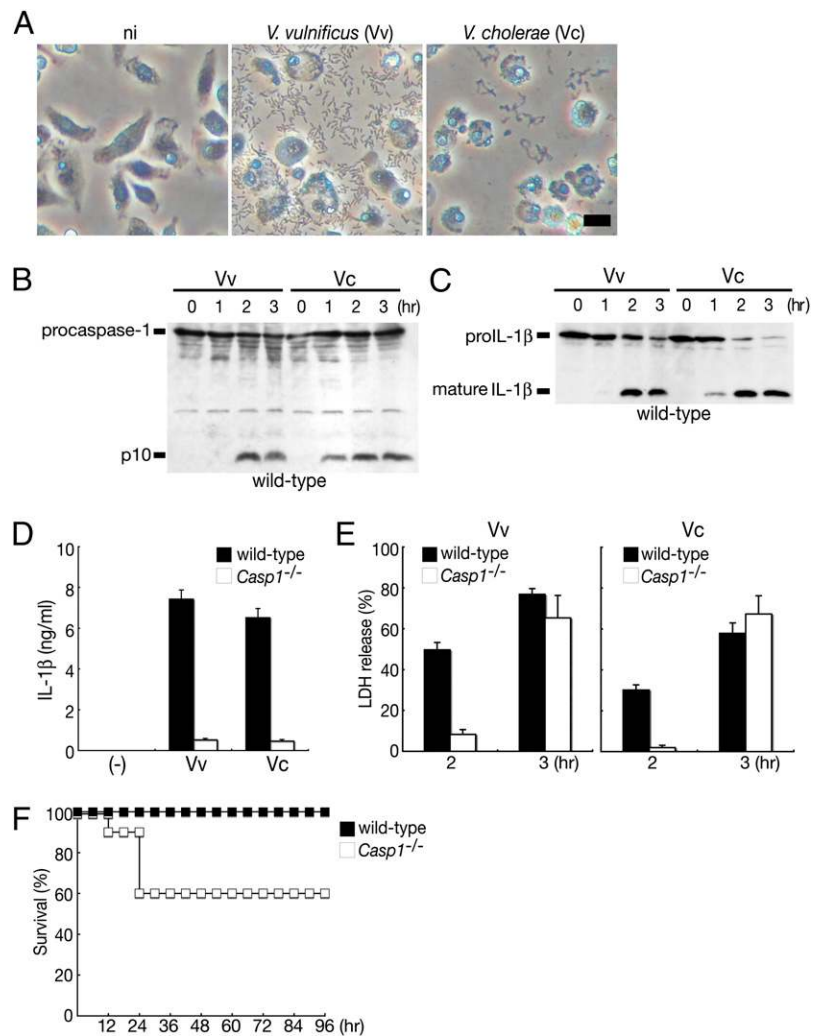 A
ni
V. vulnificus (Vv)
V. cholerae (Vc)
B
Vv Vc
0 1 2 3 0 1 2 3 (hr)
procaspase-1
p10
wild-type
C
Vv Vc
0 1 2 3 0 1 2 3 (hr)
proIL-1β
mature IL-1β
wild-type
D
10
8
6
4
2
0
IL-1β (ng/ml)
wild-type
Casp1-/-
(-) Vv Vc
E
Vv
Vc
100
80
60
40
20
0
LDH release (%)
wild-type
Casp1-/-
wild-type
Casp1-/-
2 3 (hr)
2 3 (hr)
F
100
80
60
40
20
0
Survival (%)
wild-type
Casp1-/-
12 24 36 48 60 72 84 96 (hr)